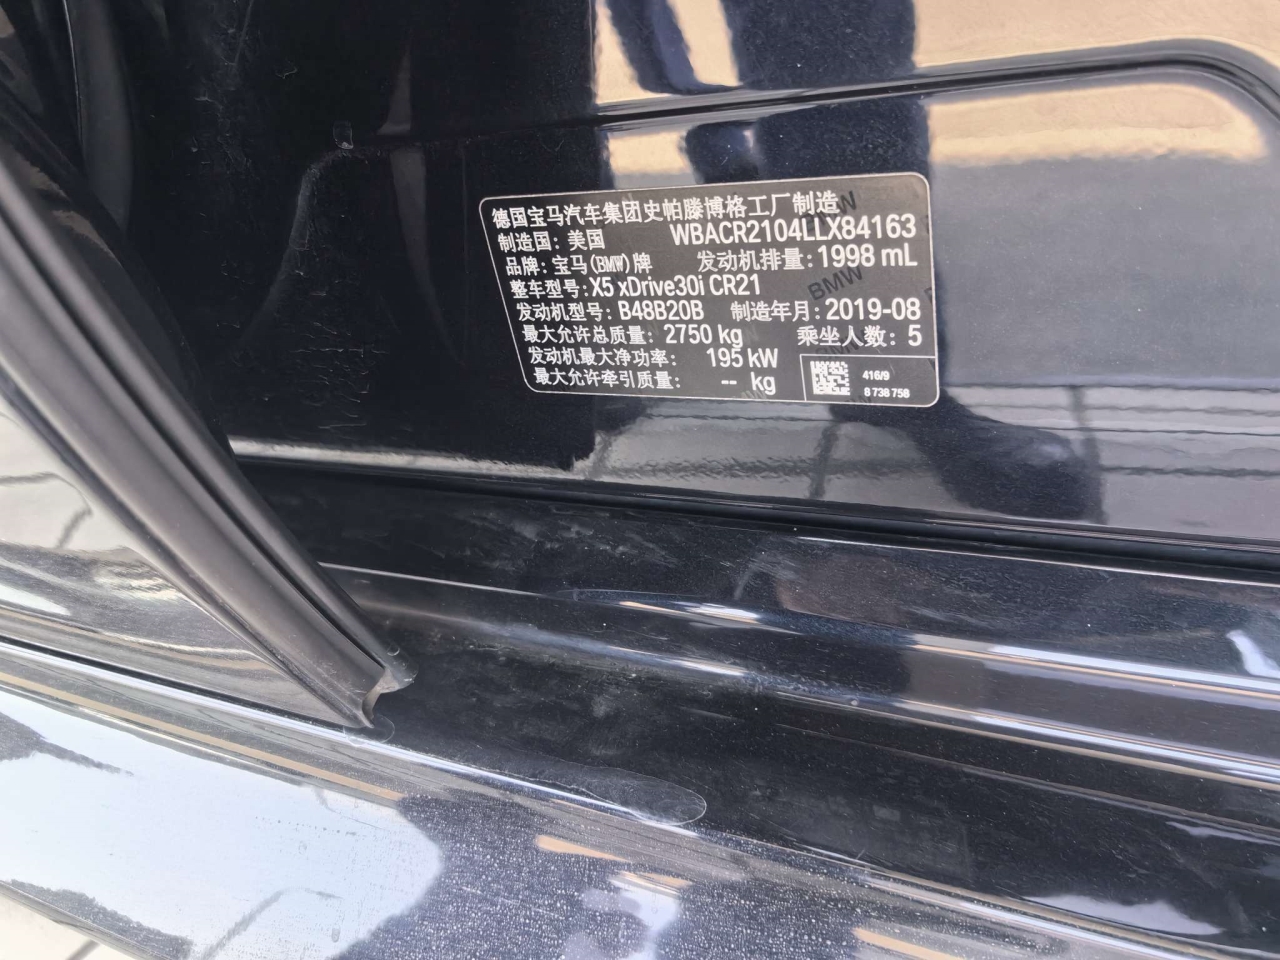 德国宝马汽车集团史帕滕博格工厂制造
制造国: 美国 WBACR2104LLX84163
品牌: 宝马(BMW)牌 发动机排量: 1998 mL
整车型号: X5 xDrive30i CR21
发动机型号: B48B20B 制造年月: 2019-08
最大允许总质量: 2750 kg 乘坐人数: 5
发动机最大净功率: 195 kW
最大允许牵引质量: -- kg
416/9
8 738 758
BMW
BMW
BMW